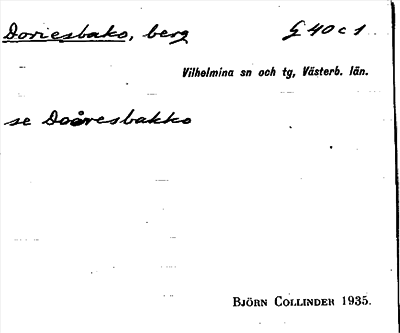 Doriesbako, berg G 40 c 1
Vilhelmina sn och tg, Västerb. län.
se Doåresbakko
BJÖRN COLLINDER 1935.